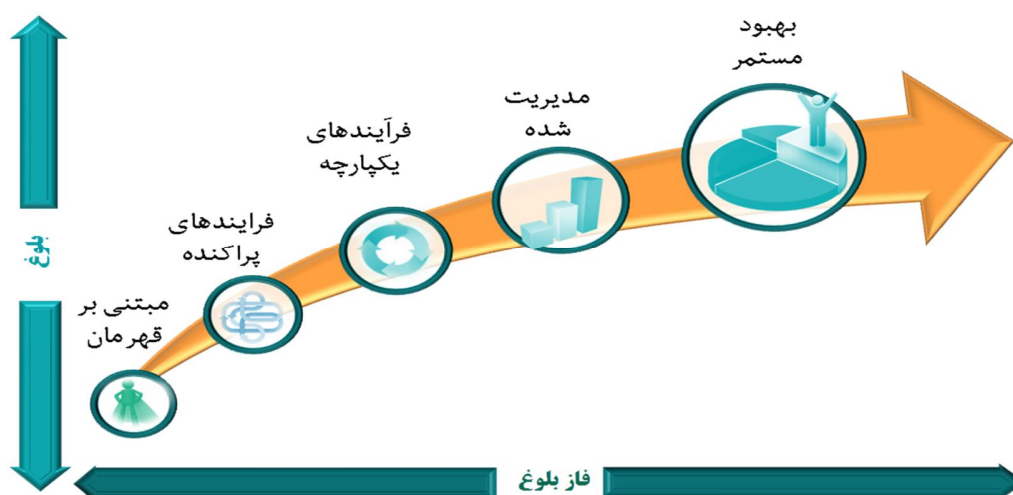 بهبود
مستمر
مدیریت
شده
فرآیندهای
یکپارچه
فرایندهای
پراکنده
مبتنی بر
قهرمان
بلوغ
فاز بلوغ